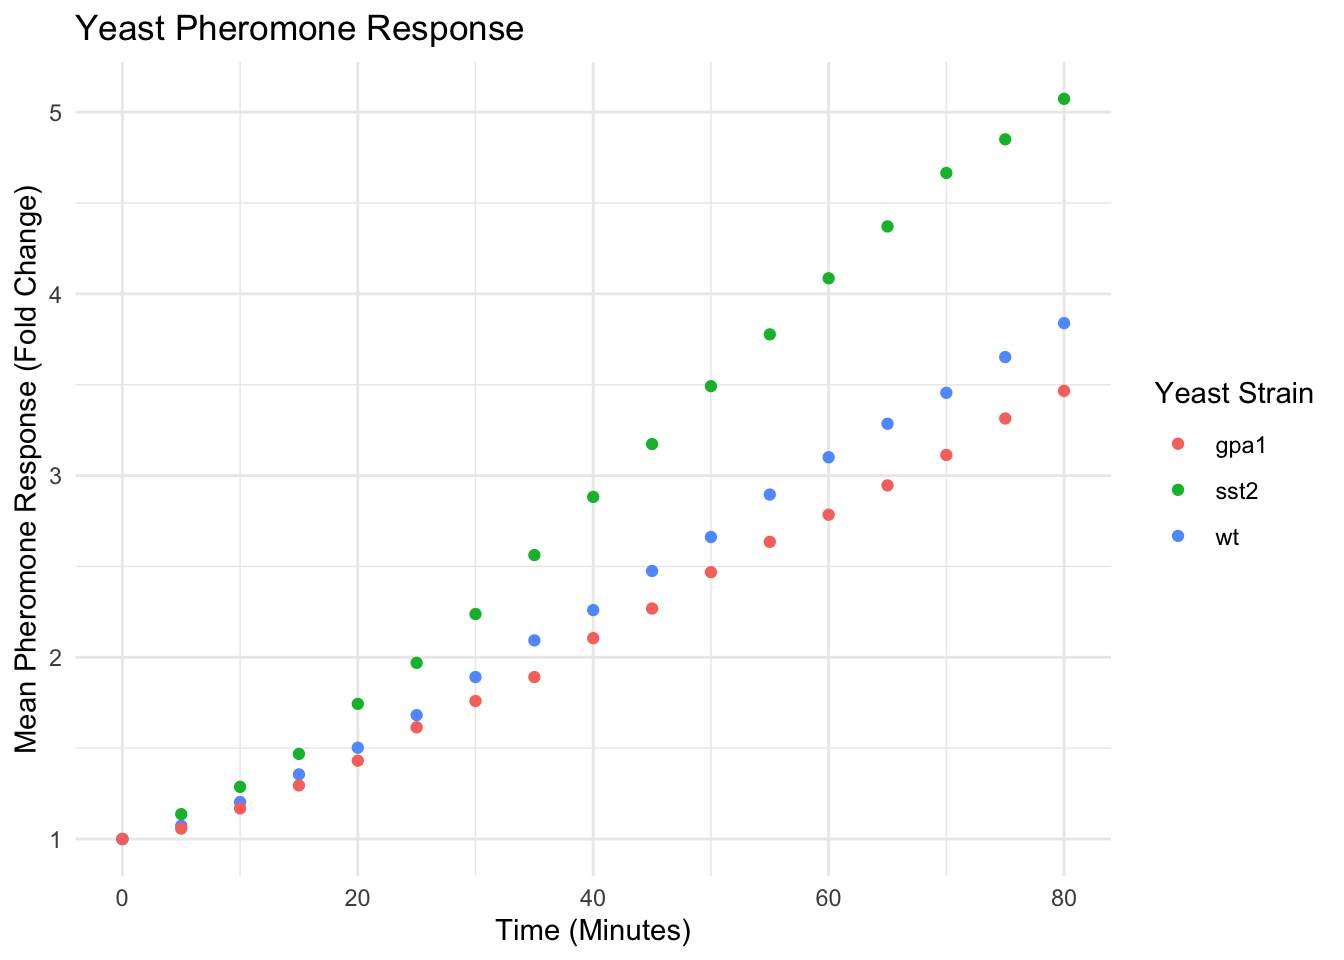 Yeast Pheromone Response
Mean Pheromone Response (Fold Change)
5
4
3
2
1
0 20 40 60 80
Time (Minutes)
Yeast Strain
gpa1
sst2
wt